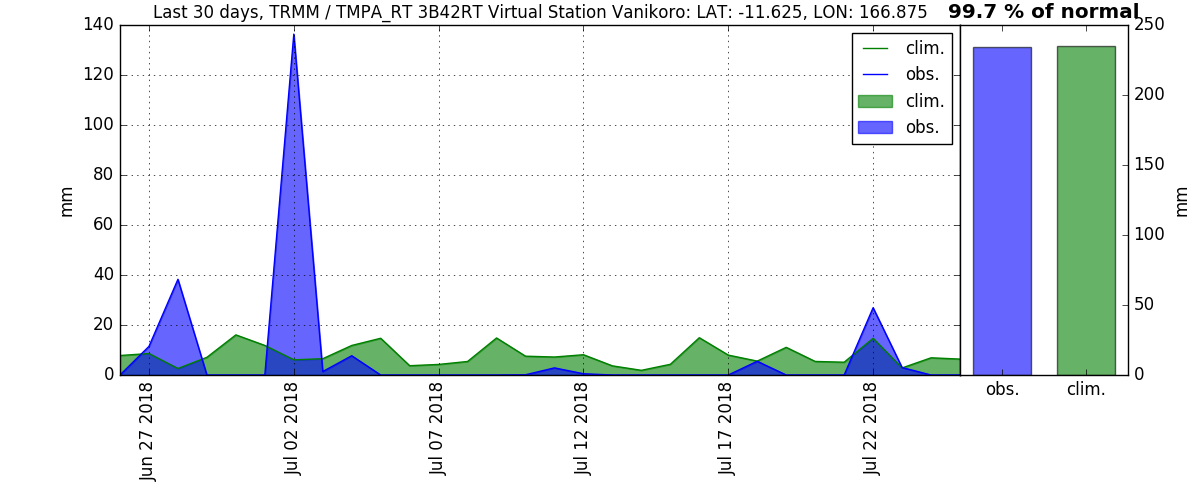 Last 30 days, TRMM / TMPA_RT 3B42RT Virtual Station Vanikoro: LAT: -11.625, LON: 166.875
99.7 % of normal
140
120
100
80
60
40
20
0
mm
clim.
obs.
clim.
obs.
Jun 27 2018
Jul 02 2018
Jul 07 2018
Jul 12 2018
Jul 17 2018
Jul 22 2018
250
200
150
100
50
0
mm
obs.
clim.